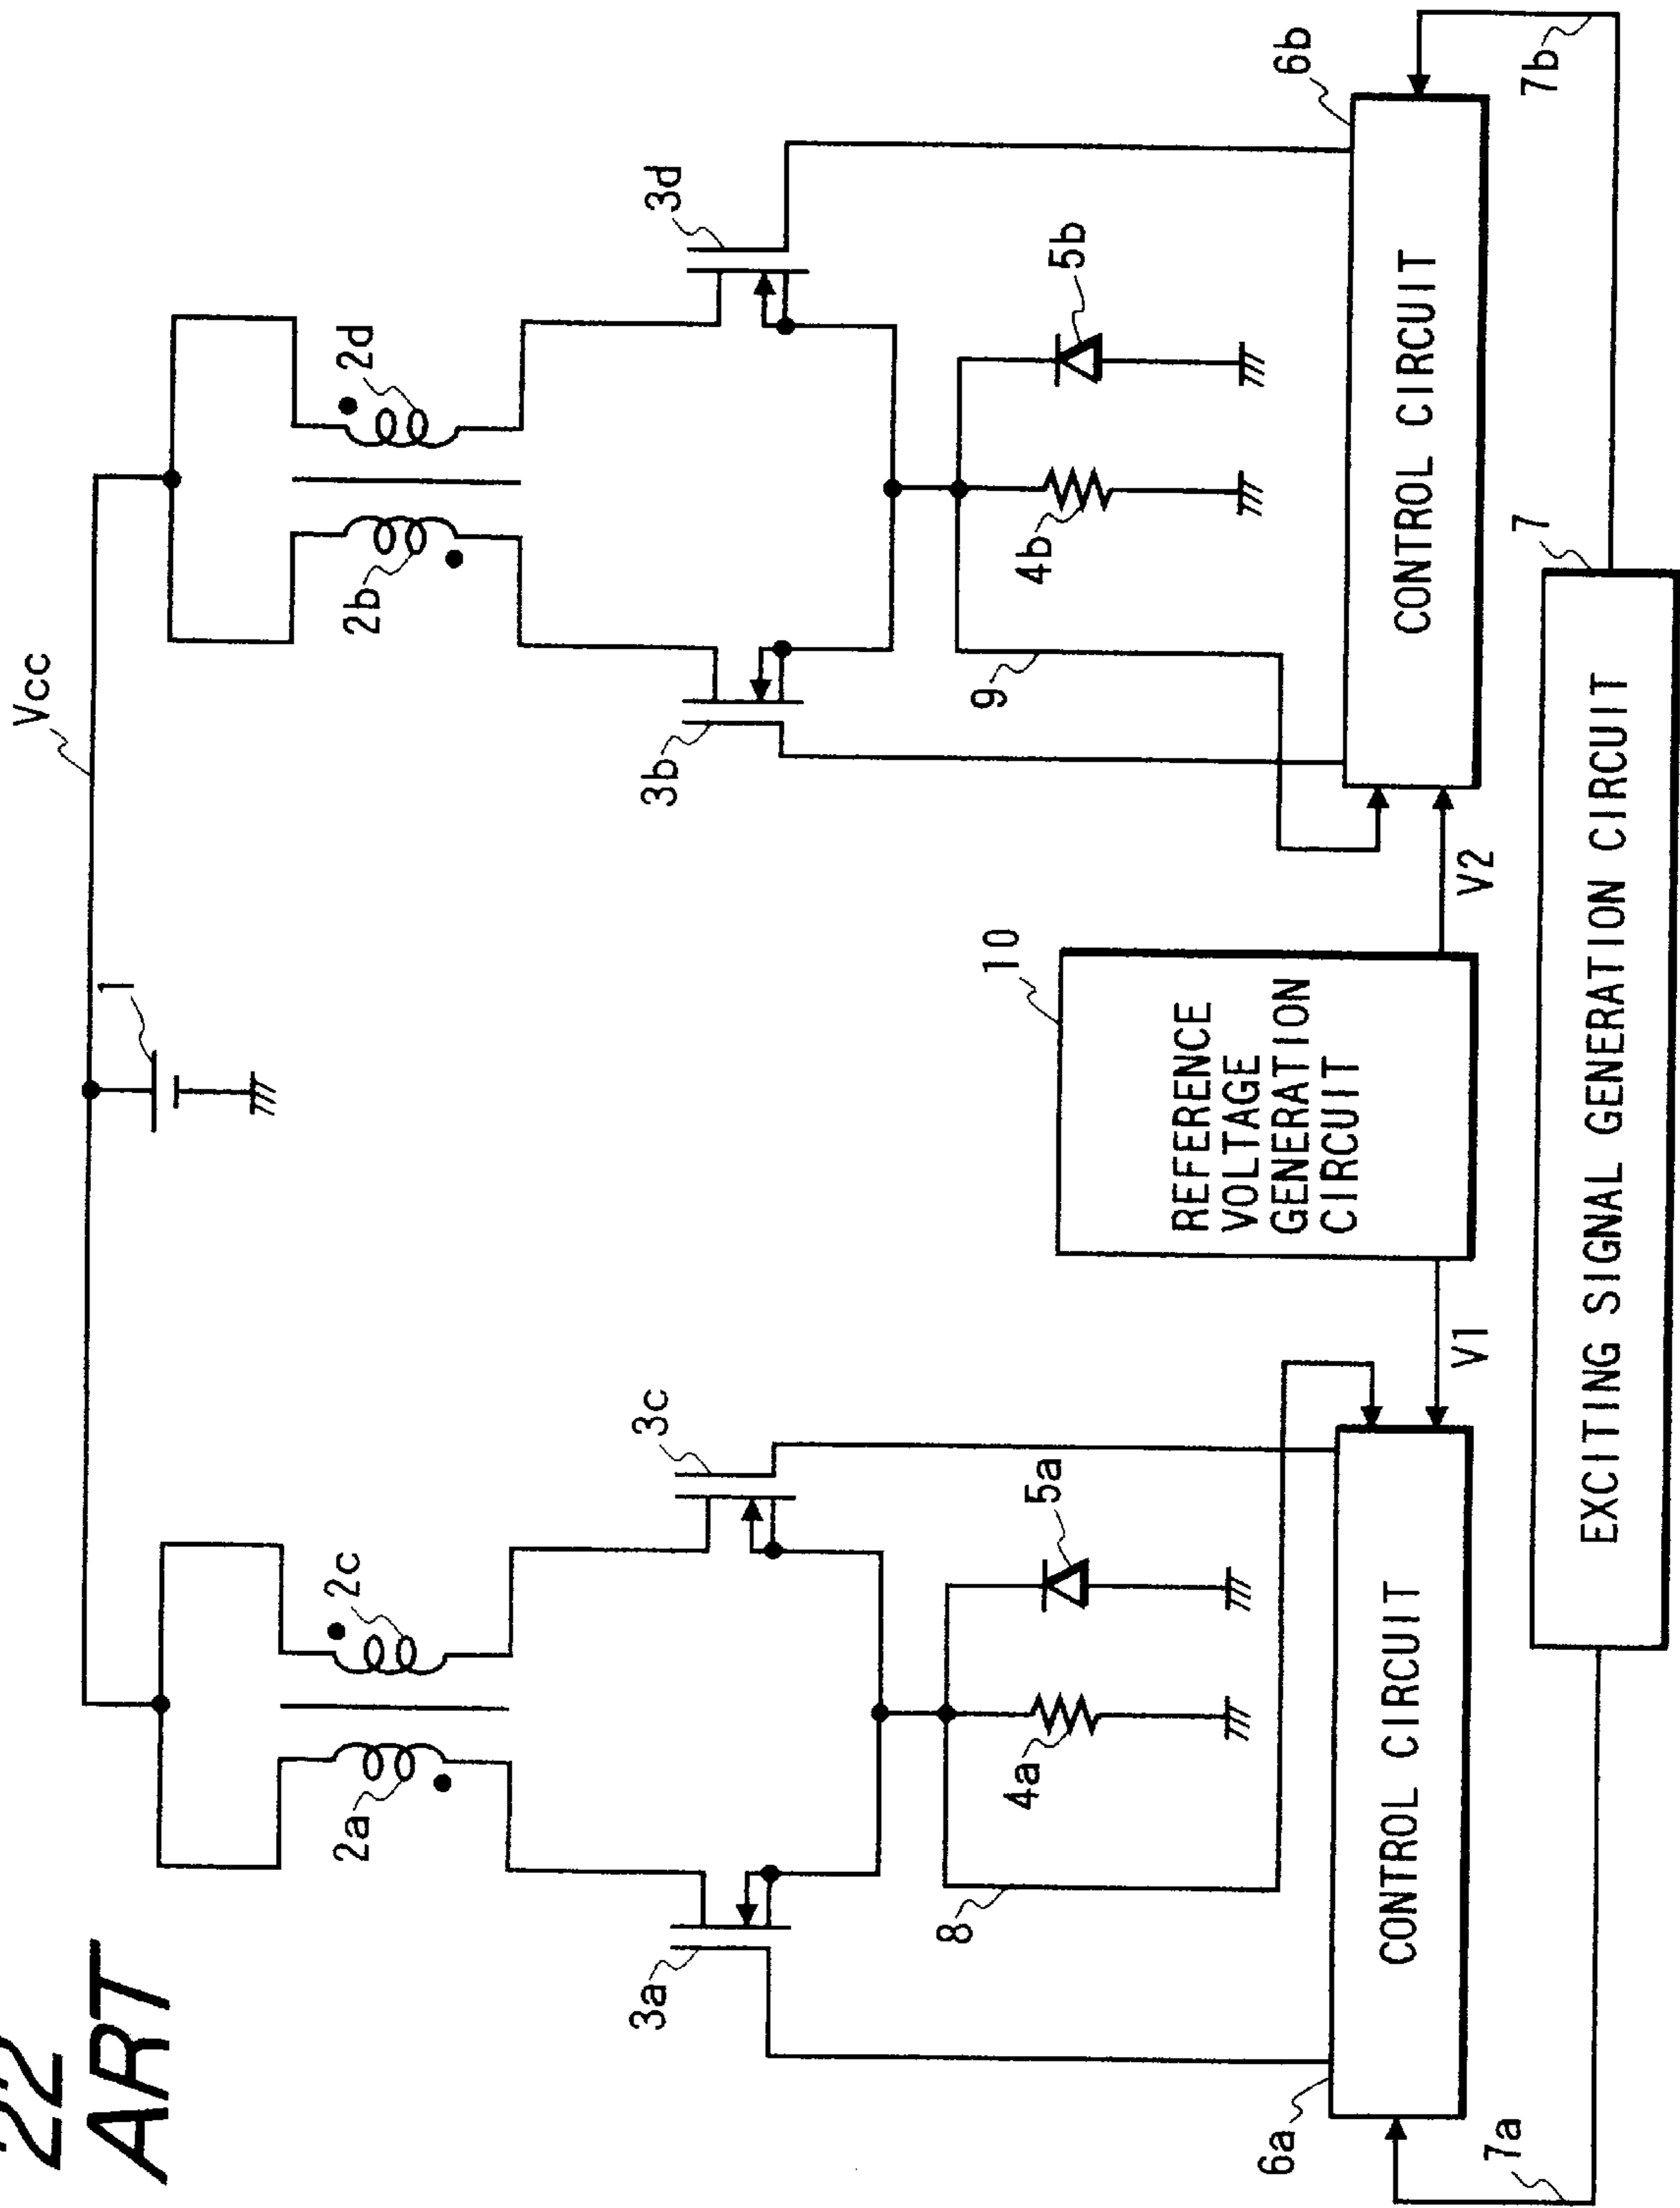 22
ART
Vcc
1
2a
2c
2b
2d
3a
3c
3b
3d
8
4a
5a
9
4b
5b
10
REFERENCE
VOLTAGE
GENERATION
CIRCUIT
6a
CONTROL CIRCUIT
V1
V2
CONTROL CIRCUIT
6b
7a
EXCITING SIGNAL GENERATION CIRCUIT
7
7b